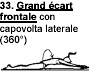 33. Grand écart
frontale con
capovolta laterale
(360°)